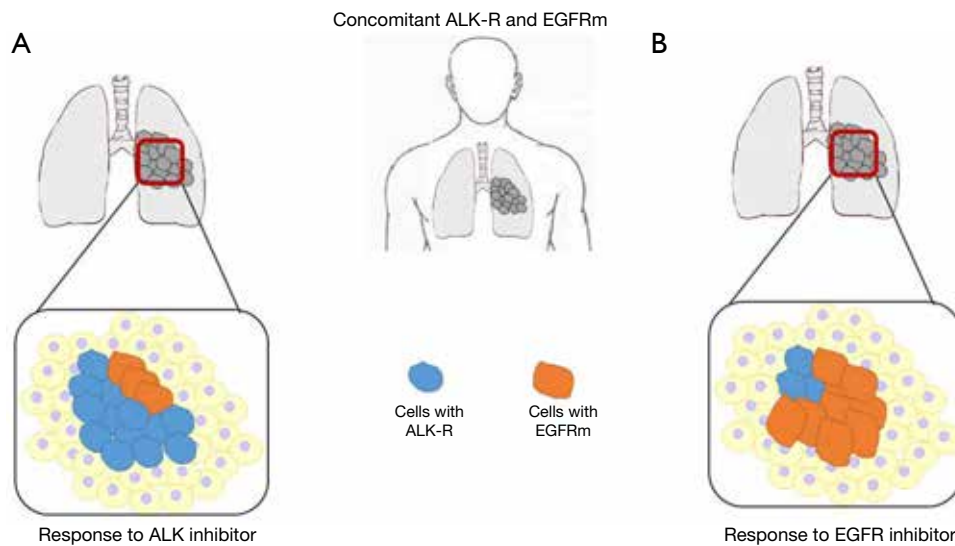 Concomitant ALK-R and EGFRm
A
B
Cells with
ALK-R
Cells with
EGFRm
Response to ALK inhibitor
Response to EGFR inhibitor